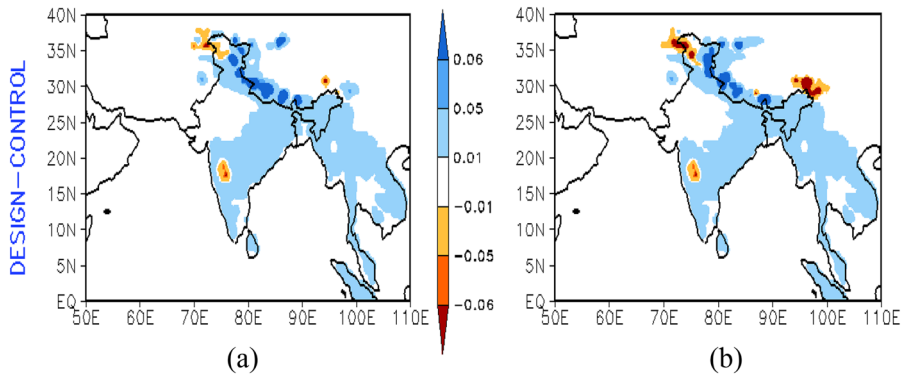 DESIGN−CONTROL
40N
35N
30N
25N
20N
15N
10N
5N
EQ
50E 60E 70E 80E 90E 100E 110E
(a)
0.06
0.05
0.01
−0.01
−0.05
−0.06
40N
35N
30N
25N
20N
15N
10N
5N
EQ
50E 60E 70E 80E 90E 100E 110E
(b)